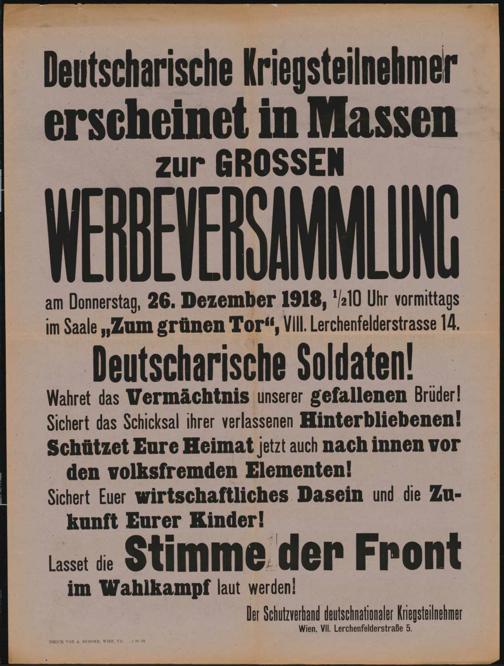 Deutscharische Kriegsteilnehmer
erscheinet in Massen
zur GROSSEN
WERBEVERSAMMLUNG
am Donnerstag, 26. Dezember 1918, ½10 Uhr vormittags
im Saale „Zum grünen Tor“, VIII. Lerchenfelderstrasse 14.
Deutscharische Soldaten!
Wahret das Vermächtnis unserer gefallenen Brüder!
Sichert das Schicksal ihrer verlassenen Hinterbliebenen!
Schützet Eure Heimat jetzt auch nach innen vor
den volksfremden Elementen!
Sichert Euer wirtschaftliches Dasein und die Zu-
kunft Eurer Kinder!
Lasset die Stimme der Front
im Wahlkampf laut werden!
Der Schutzverband deutschnationaler Kriegsteilnehmer
Wien, VII. Lerchenfelderstrasse 5.
DRUCK VON A.